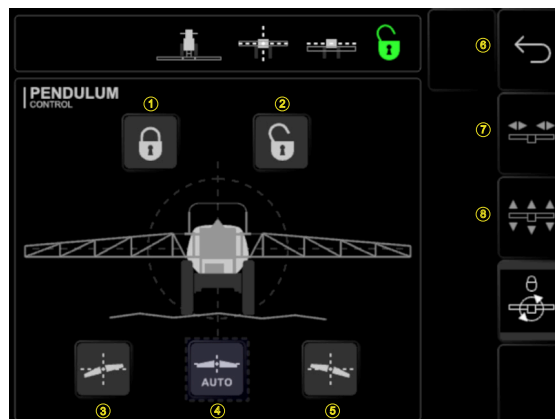 ⑥
PENDULUM
CONTROL
① ②
⑦
⑧
AUTO
③ ④ ⑤